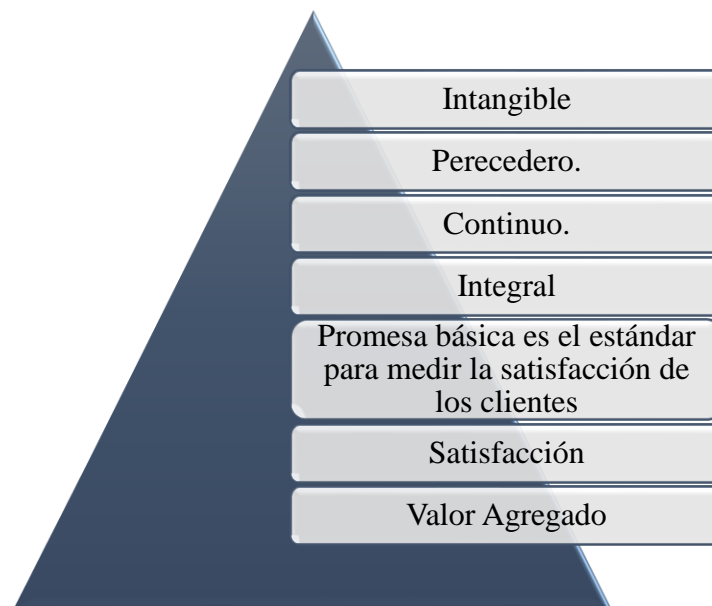 Intangible
Perecedero.
Continuo.
Integral
Promesa básica es el estándar
para medir la satisfacción de
los clientes
Satisfacción
Valor Agregado